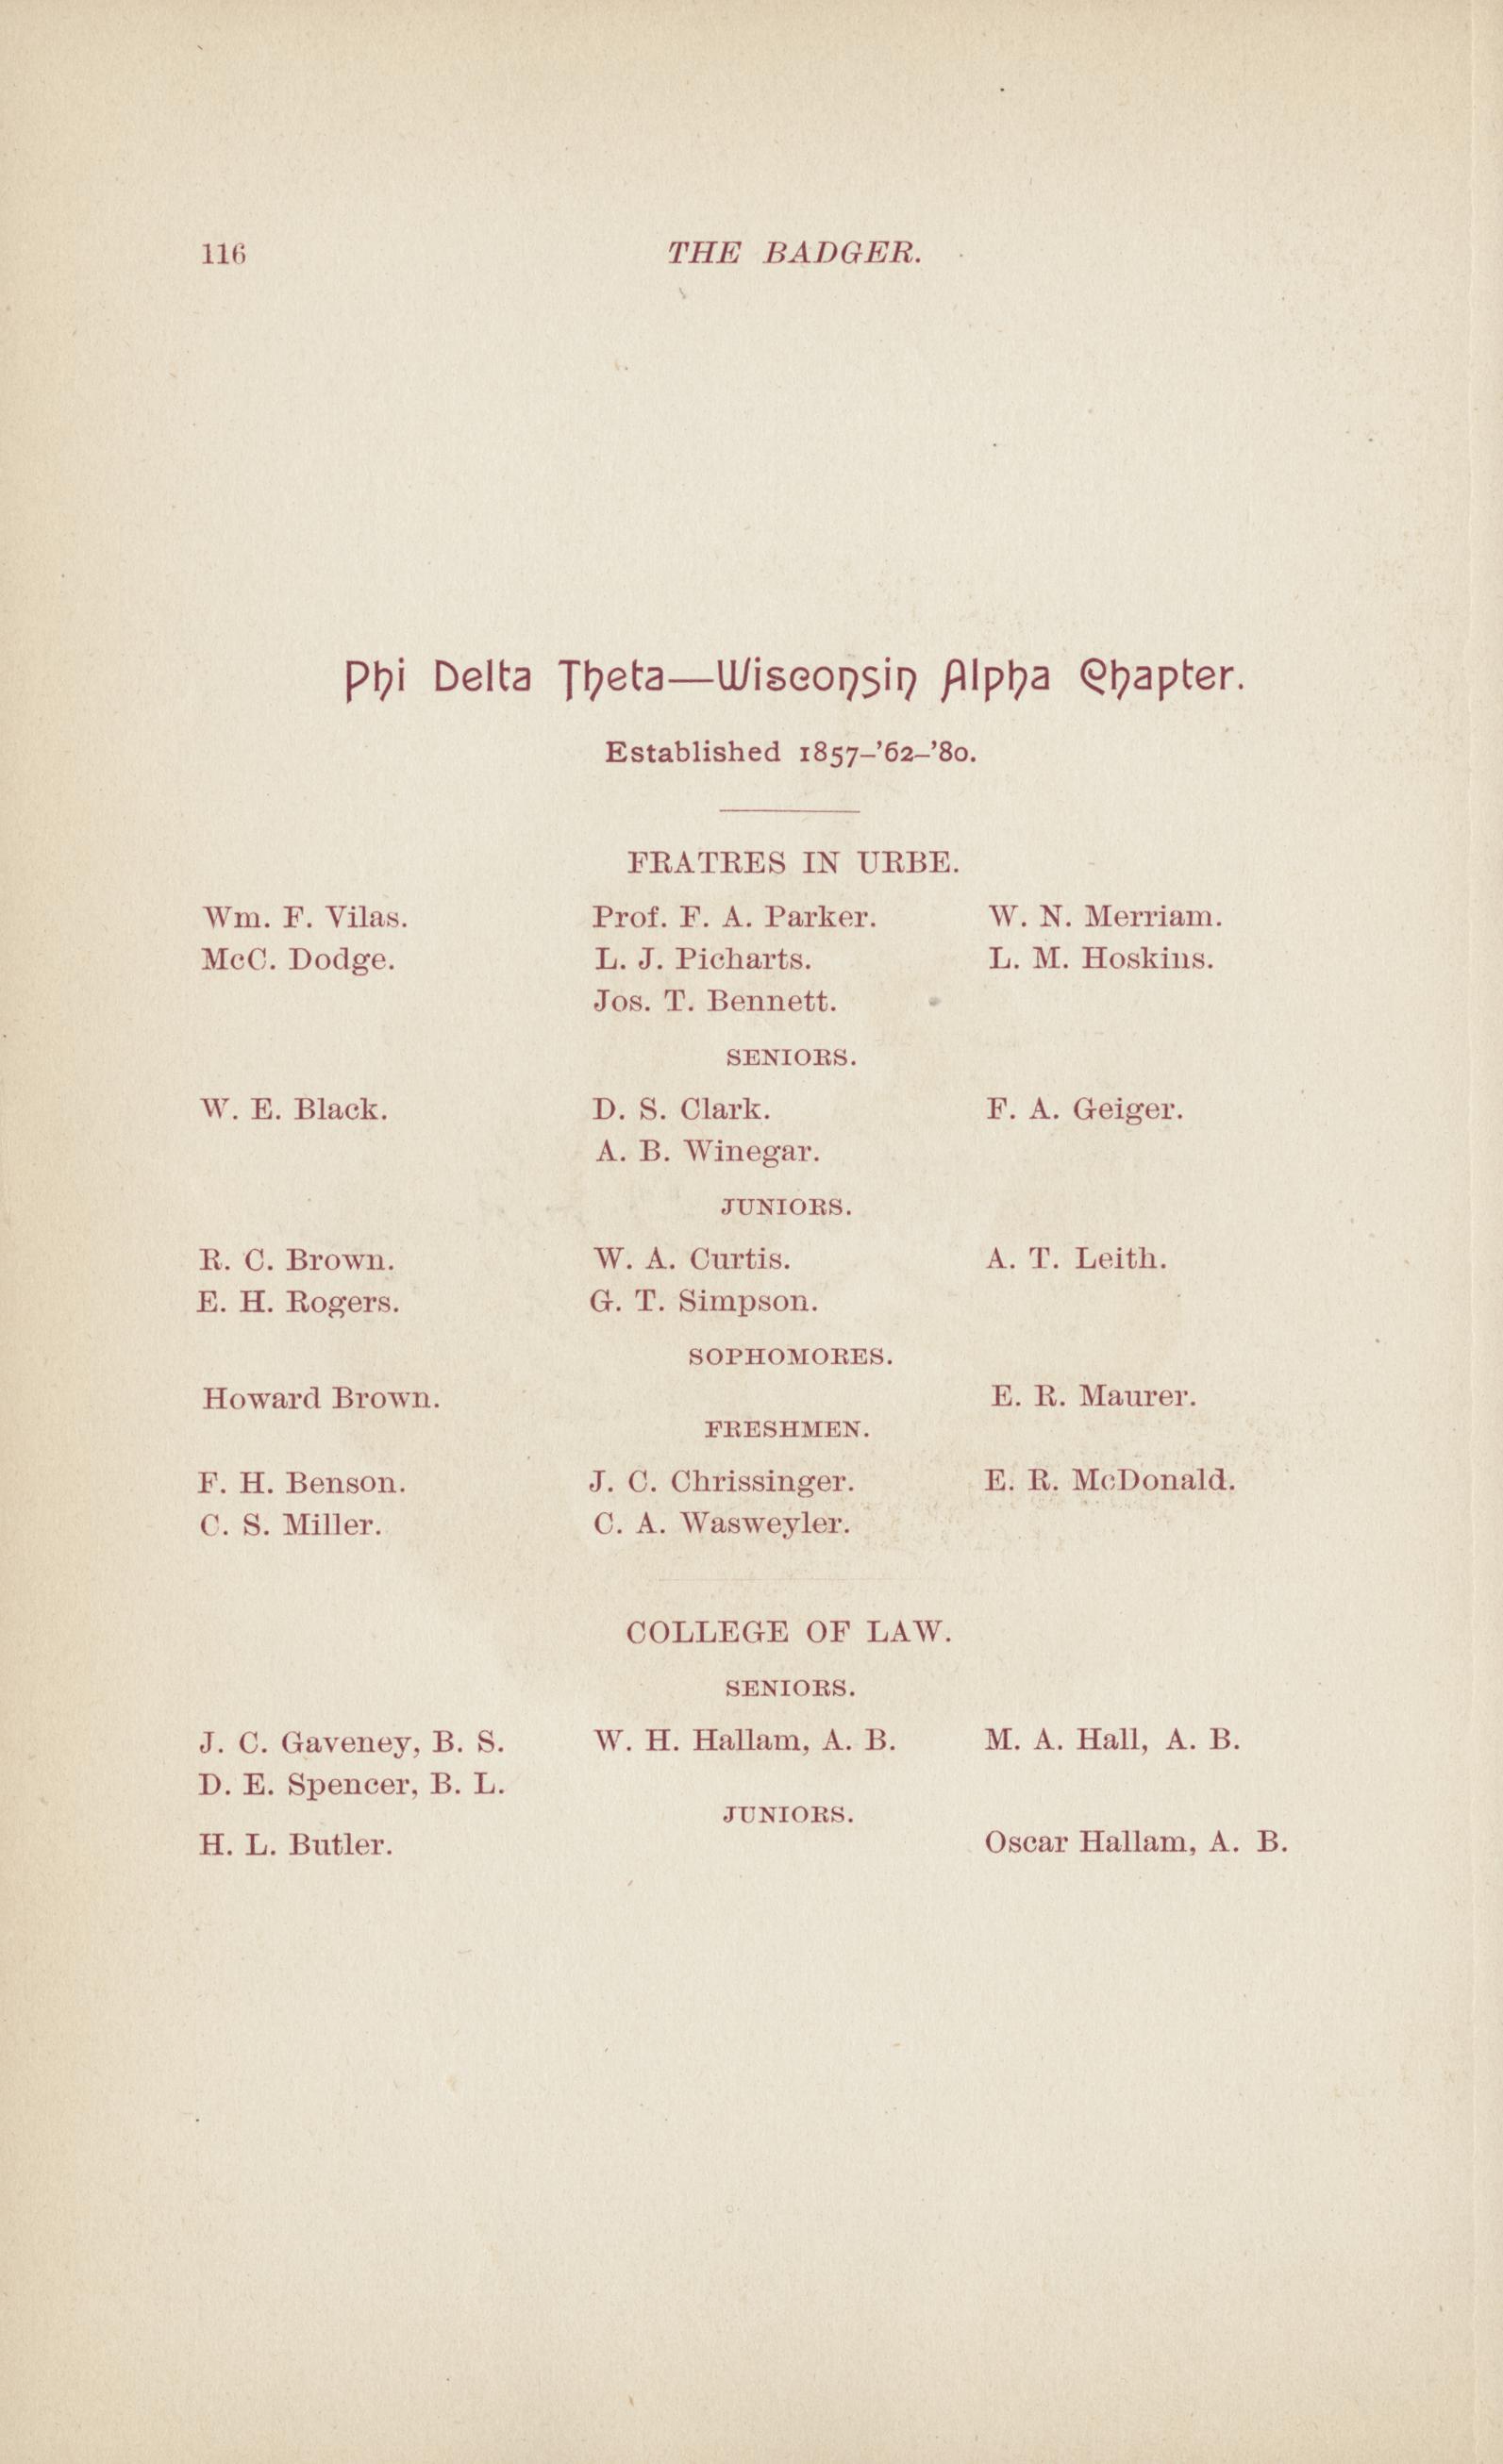 116 THE BADGER.
Phi Delta Theta—Wisconsin Alpha Chapter.
Established 1857–'62–'80.
FRATRES IN URBE.
Wm. F. Vilas. Prof. F. A. Parker. W. N. Merriam.
McC. Dodge. L. J. Picharts. L. M. Hoskins.
Jos. T. Bennett.
SENIORS.
W. E. Black. D. S. Clark. F. A. Geiger.
A. B. Winegar.
JUNIORS.
R. C. Brown. W. A. Curtis. A. T. Leith.
E. H. Rogers. G. T. Simpson.
SOPHOMORES.
Howard Brown. E. R. Maurer.
FRESHMEN.
F. H. Benson. J. C. Chrissinger. E. R. McDonald.
C. S. Miller. C. A. Wasweyler.
COLLEGE OF LAW.
SENIORS.
J. C. Gaveney, B. S. W. H. Hallam, A. B. M. A. Hall, A. B.
D. E. Spencer, B. L.
JUNIORS.
H. L. Butler. Oscar Hallam, A. B.